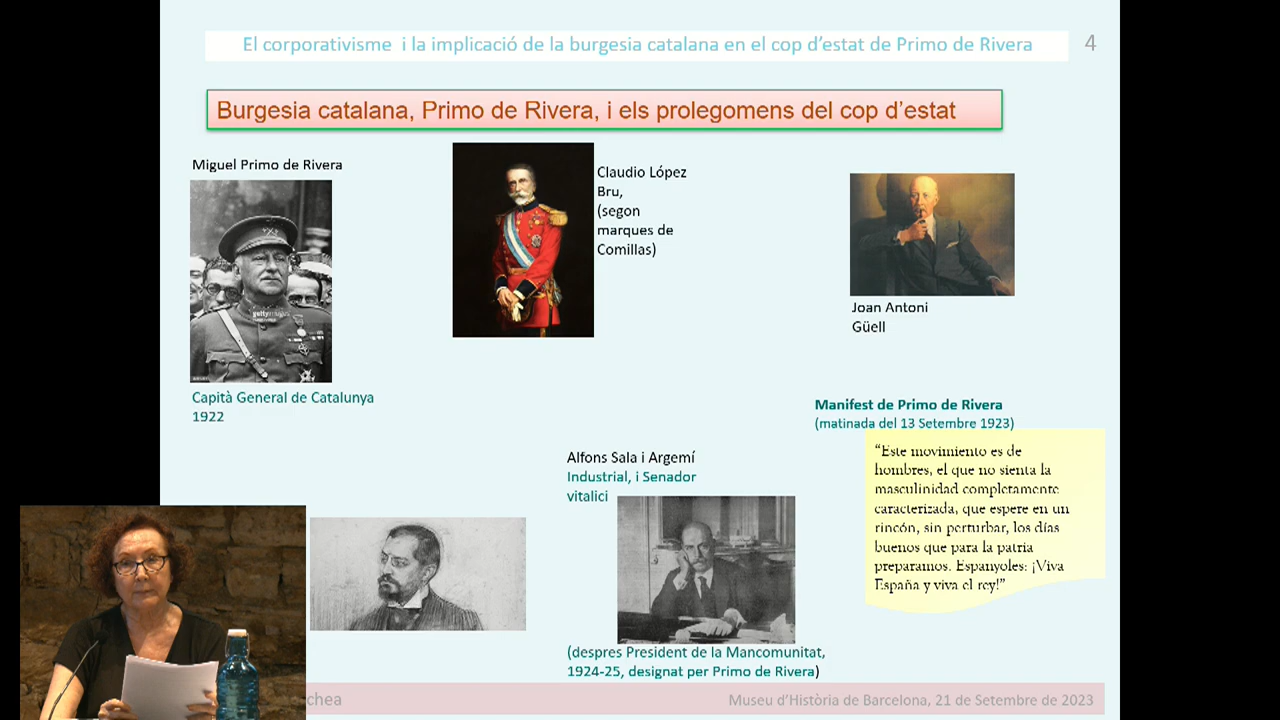 El corporativisme i la implicació de la burgesia catalana en el cop d'estat de Primo de Rivera
4
Burgesia catalana, Primo de Rivera, i els prolegomens del cop d'estat
Miguel Primo de Rivera
gettyimages
Capità General de Catalunya
1922
Claudio López
Bru,
(segon
marques de
Comillas)
Joan Antoni
Güell
Manifest de Primo de Rivera
(matinada del 13 Setembre 1923)
“Este movimiento es de
hombres, el que no sienta la
masculinidad completamente
caracterizada, que espere en un
rincón, sin perturbar, los días
buenos que para la patria
preparamos. Espanyoles: ¡Viva
España y viva el rey!”
Alfons Sala i Argemí
Industrial, i Senador
vitalici
(despres President de la Mancomunitat,
1924-25, designat per Primo de Rivera)
chea
Museu d'Història de Barcelona, 21 de Setembre de 2023